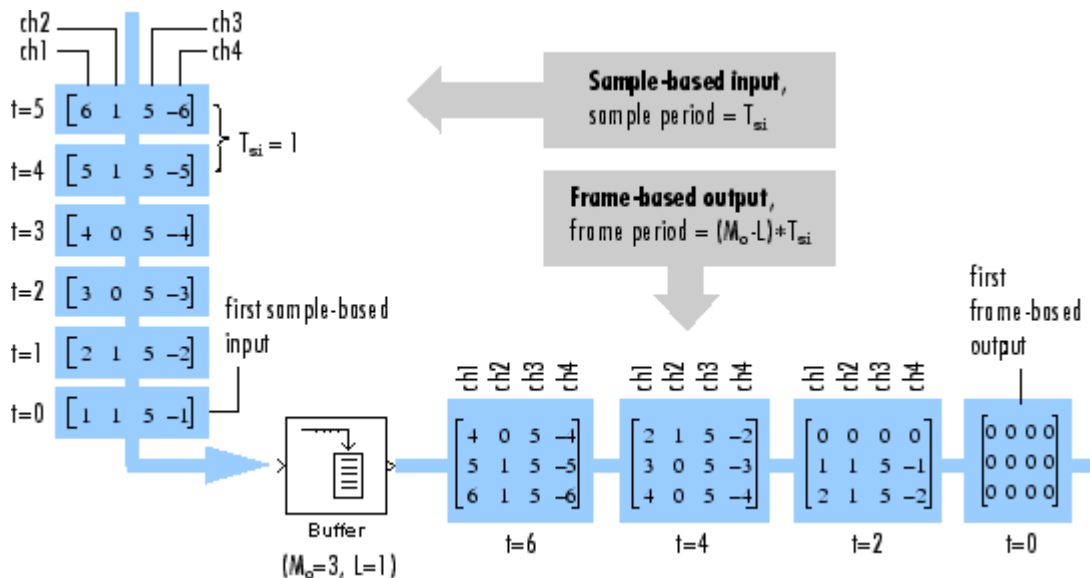 ch2
ch3
ch1
ch4
t=5 [6 1 5 -6]
T_si = 1
t=4 [5 1 5 -5]
t=3 [4 0 5 -4]
t=2 [3 0 5 -3]
t=1 [2 1 5 -2]
t=0 [1 1 5 -1]
first sample-based
input
Sample-based input,
sample period = T_si
Frame-based output,
frame period = (M_o-L)*T_si
first
frame-based
output
Buffer
(M_o=3, L=1)
ch1 ch2 ch3 ch4
4 0 5 -4
5 1 5 -5
6 1 5 -6
t=6
ch1 ch2 ch3 ch4
2 1 5 -2
3 0 5 -3
4 0 5 -4
t=4
ch1 ch2 ch3 ch4
0 0 0 0
1 1 5 -1
2 1 5 -2
t=2
0 0 0 0
0 0 0 0
0 0 0 0
t=0